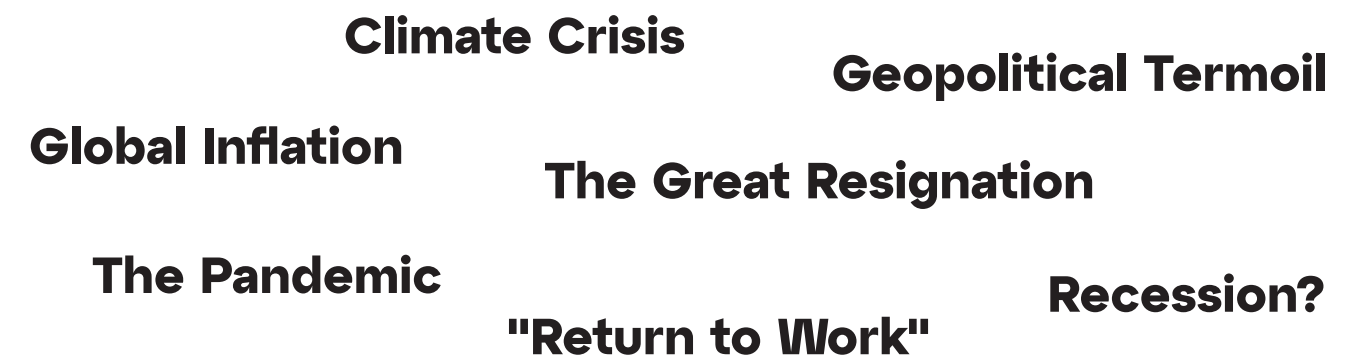 Climate Crisis
Geopolitical Termoil
Global Inflation
The Great Resignation
The Pandemic
Recession?
"Return to Work"